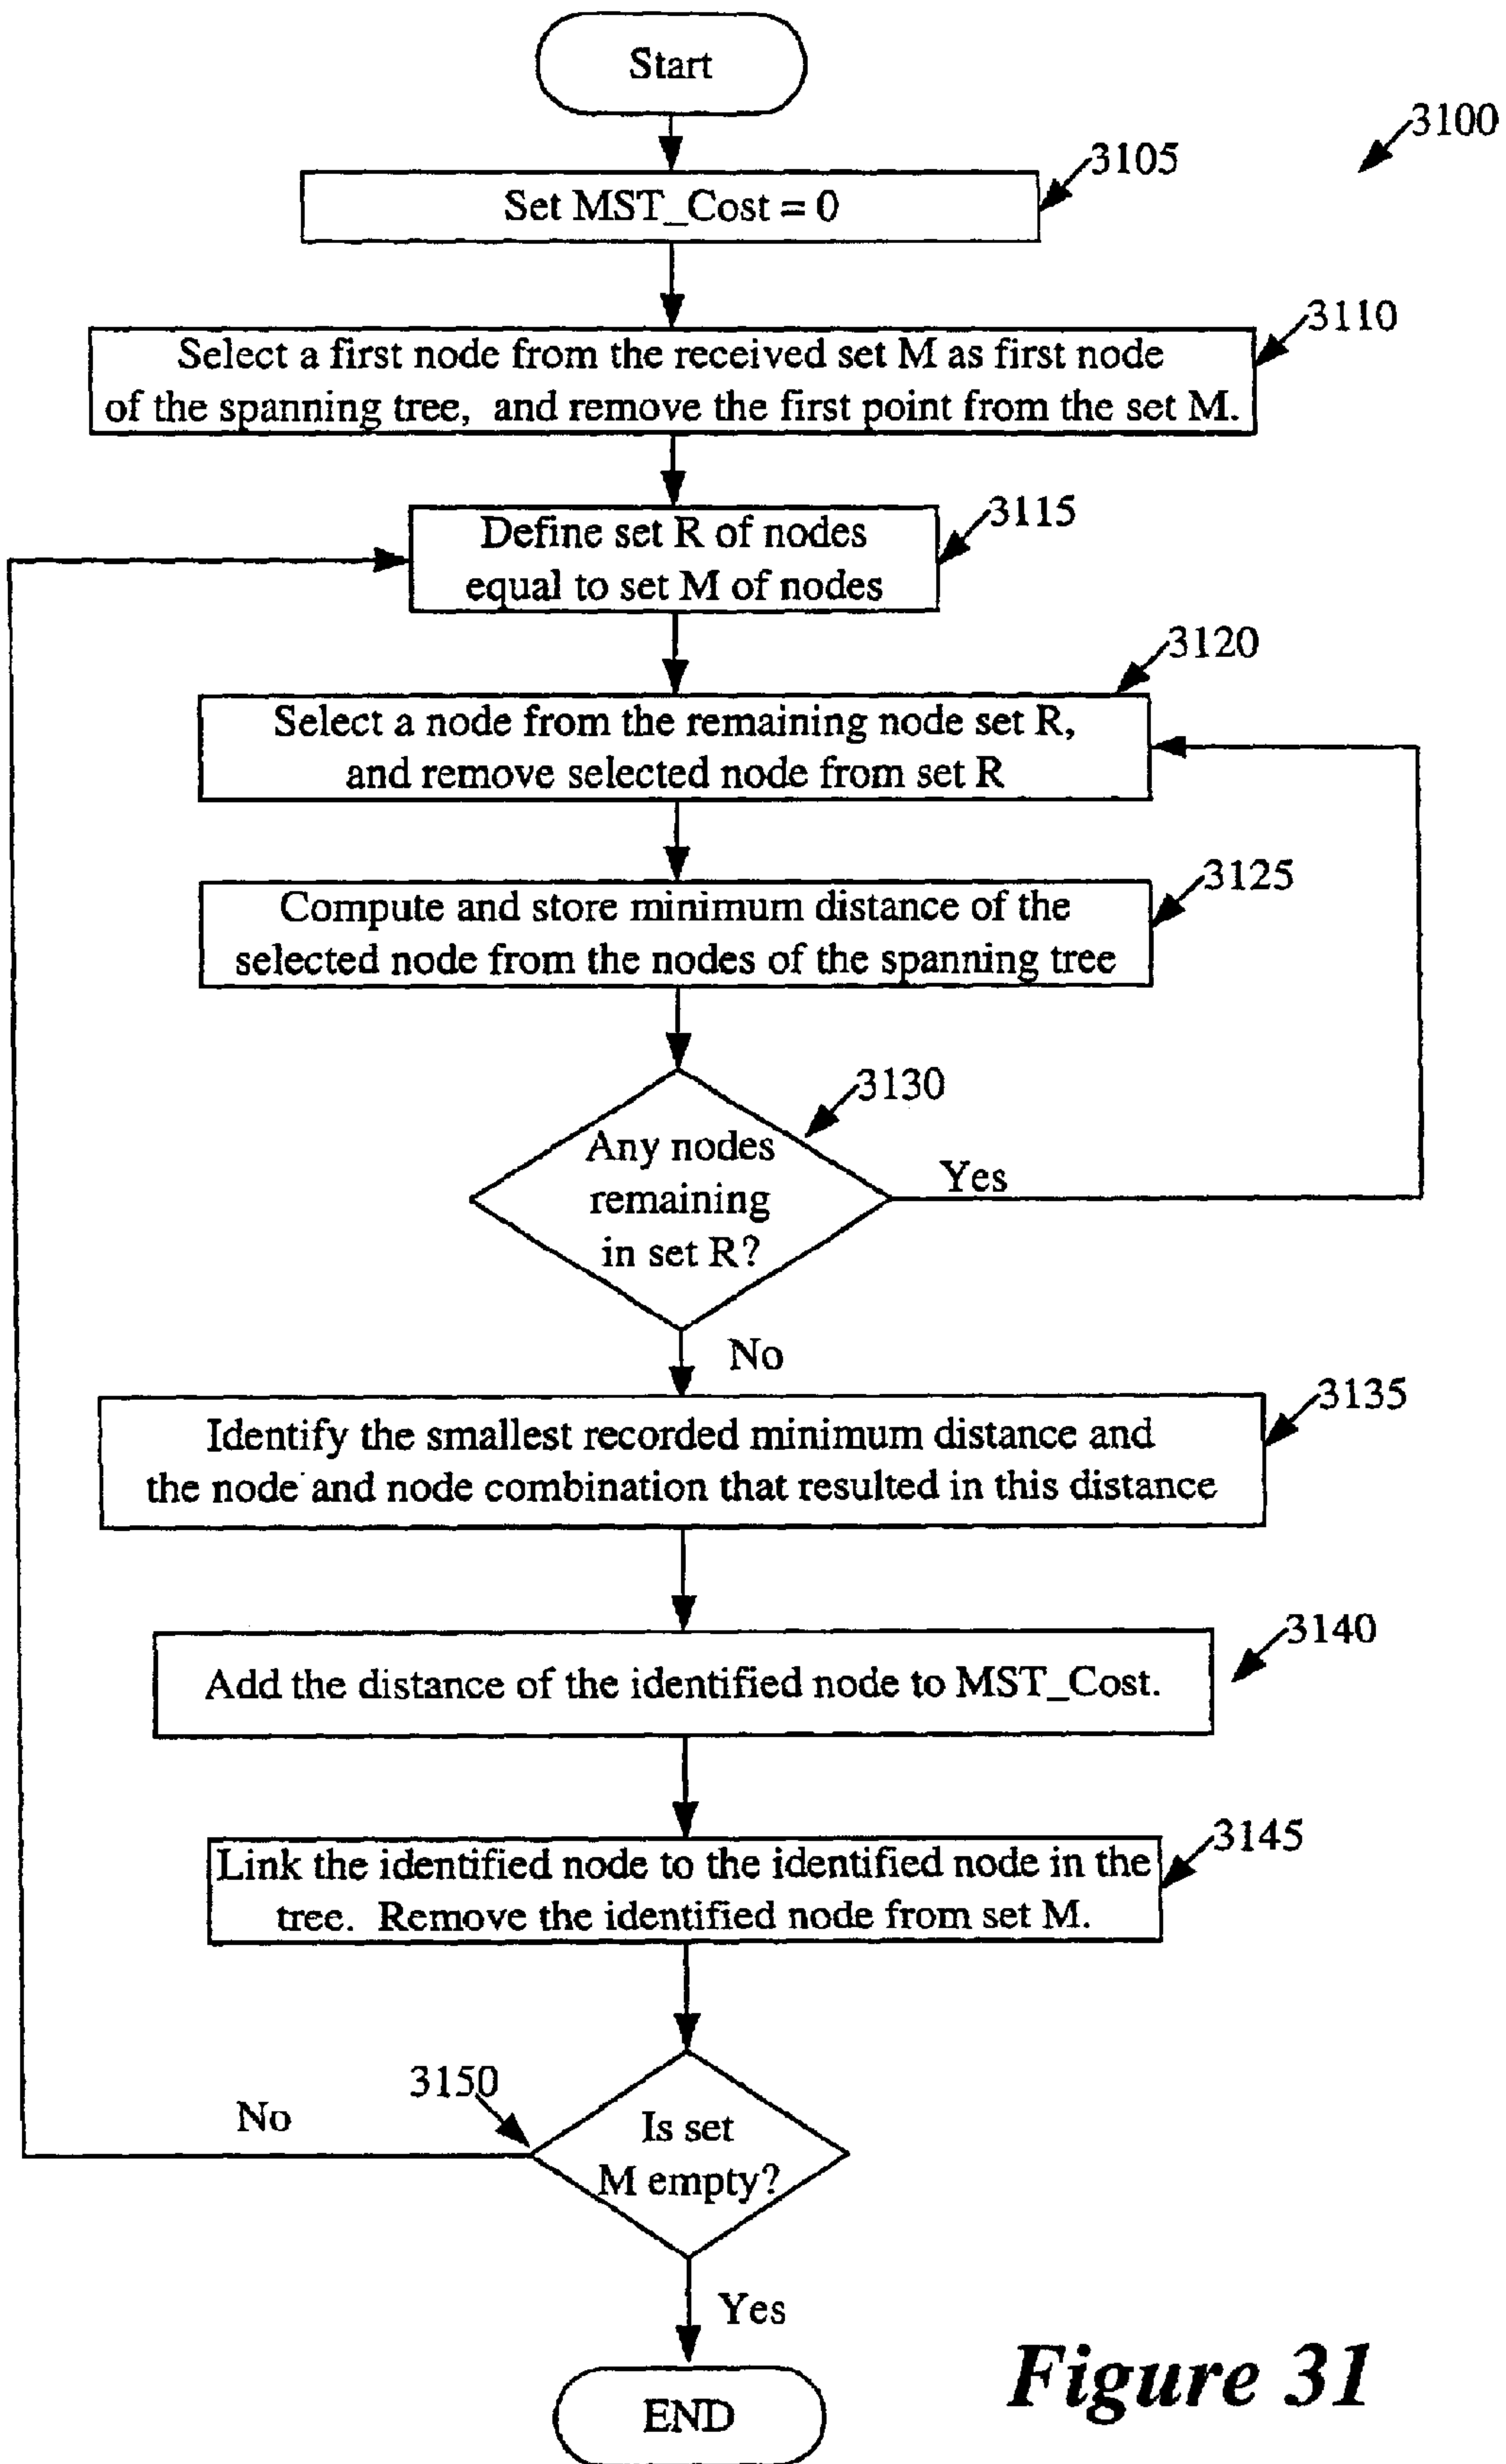 Start
3100
3105
Set MST_Cost = 0
3110
Select a first node from the received set M as first node
of the spanning tree, and remove the first point from the set M.
3115
Define set R of nodes
equal to set M of nodes
3120
Select a node from the remaining node set R,
and remove selected node from set R
3125
Compute and store minimum distance of the
selected node from the nodes of the spanning tree
3130
Any nodes
remaining
in set R?
Yes
No
3135
Identify the smallest recorded minimum distance and
the node and node combination that resulted in this distance
3140
Add the distance of the identified node to MST_Cost.
3145
Link the identified node to the identified node in the
tree. Remove the identified node from set M.
3150
No
Is set
M empty?
Yes
END
Figure 31